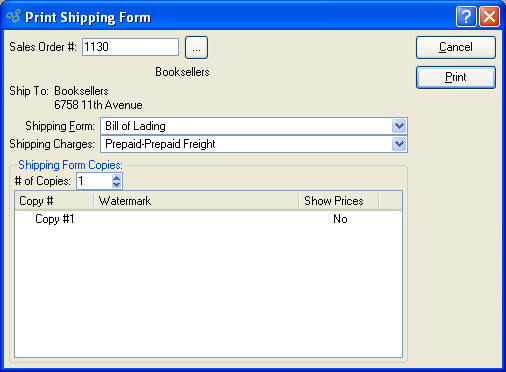 Print Shipping Form
Sales Order #: 1130 ...
Cancel
Booksellers
Print
Ship To: Booksellers
6758 11th Avenue
Shipping Form: Bill of Lading
Shipping Charges: Prepaid-Prepaid Freight
Shipping Form Copies:
# of Copies: 1
Copy # Watermark Show Prices
Copy #1 No